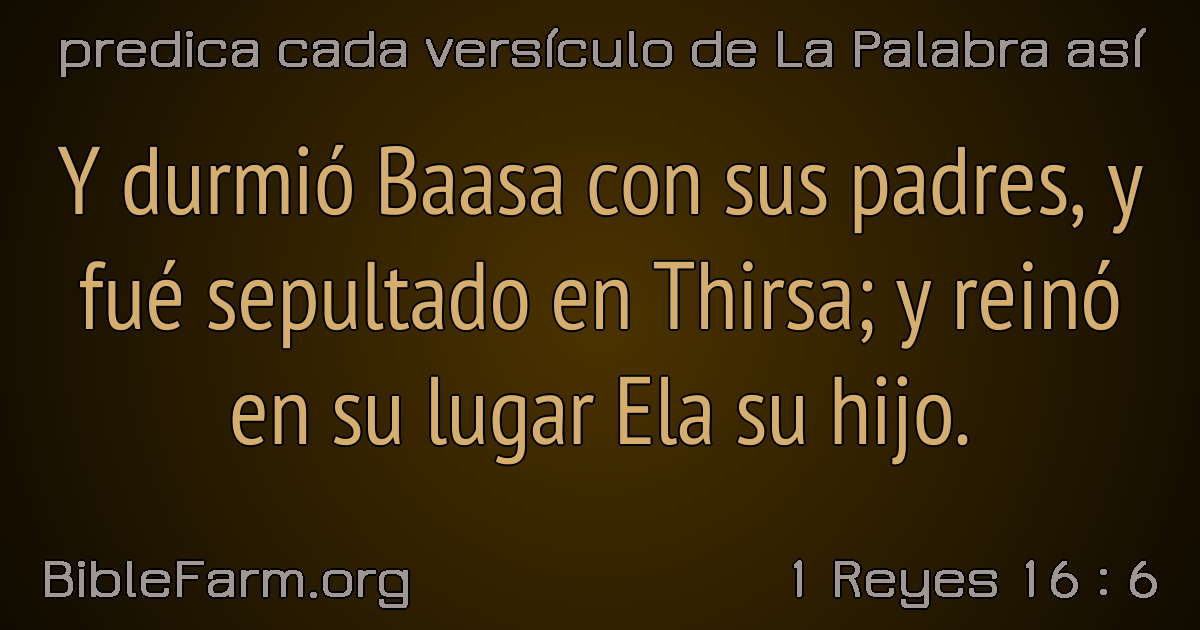 predica cada versículo de La Palabra así
Y durmió Baasa con sus padres, y
fué sepultado en Thirsa; y reinó
en su lugar Ela su hijo.
BibleFarm.org
1 Reyes 16 : 6